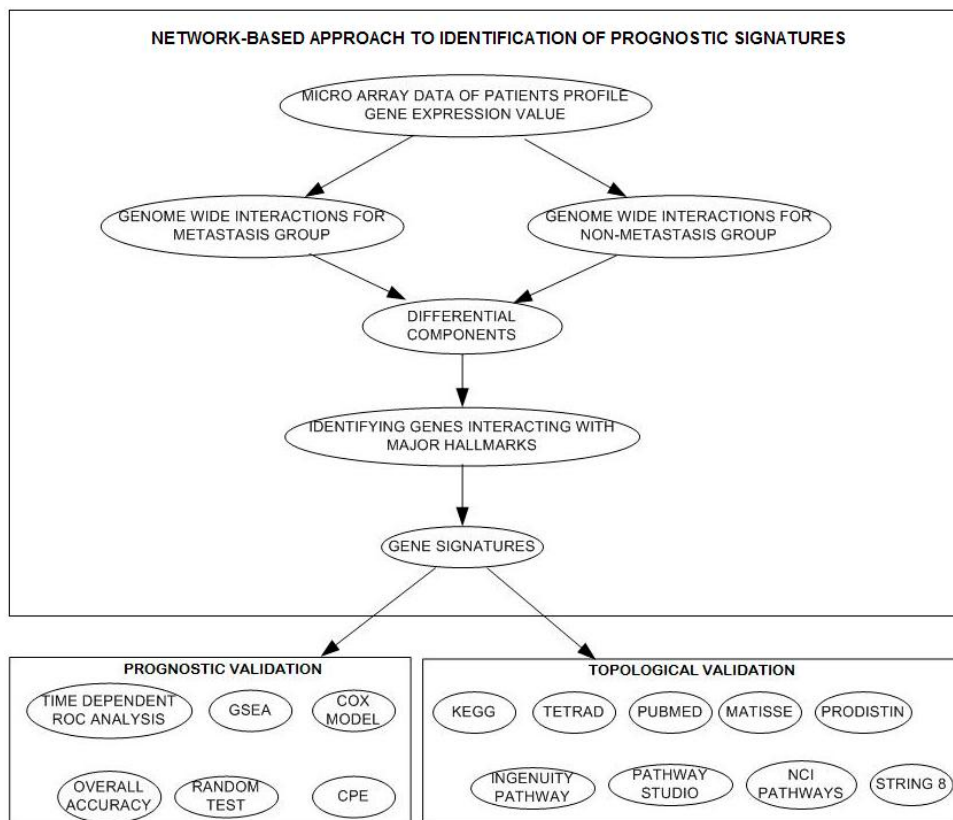 NETWORK-BASED APPROACH TO IDENTIFICATION OF PROGNOSTIC SIGNATURES
MICRO ARRAY DATA OF PATIENTS PROFILE
GENE EXPRESSION VALUE
GENOME WIDE INTERACTIONS FOR
METASTASIS GROUP
GENOME WIDE INTERACTIONS FOR
NON-METASTASIS GROUP
DIFFERENTIAL
COMPONENTS
IDENTIFYING GENES INTERACTING WITH
MAJOR HALLMARKS
GENE SIGNATURES
PROGNOSTIC VALIDATION
TIME DEPENDENT
ROC ANALYSIS
GSEA
COX
MODEL
OVERALL
ACCURACY
RANDOM
TEST
CPE
TOPOLOGICAL VALIDATION
KEGG
TETRAD
PUBMED
MATISSE
PRODISTIN
INGENUITY
PATHWAY
PATHWAY
STUDIO
NCI
PATHWAYS
STRING 8